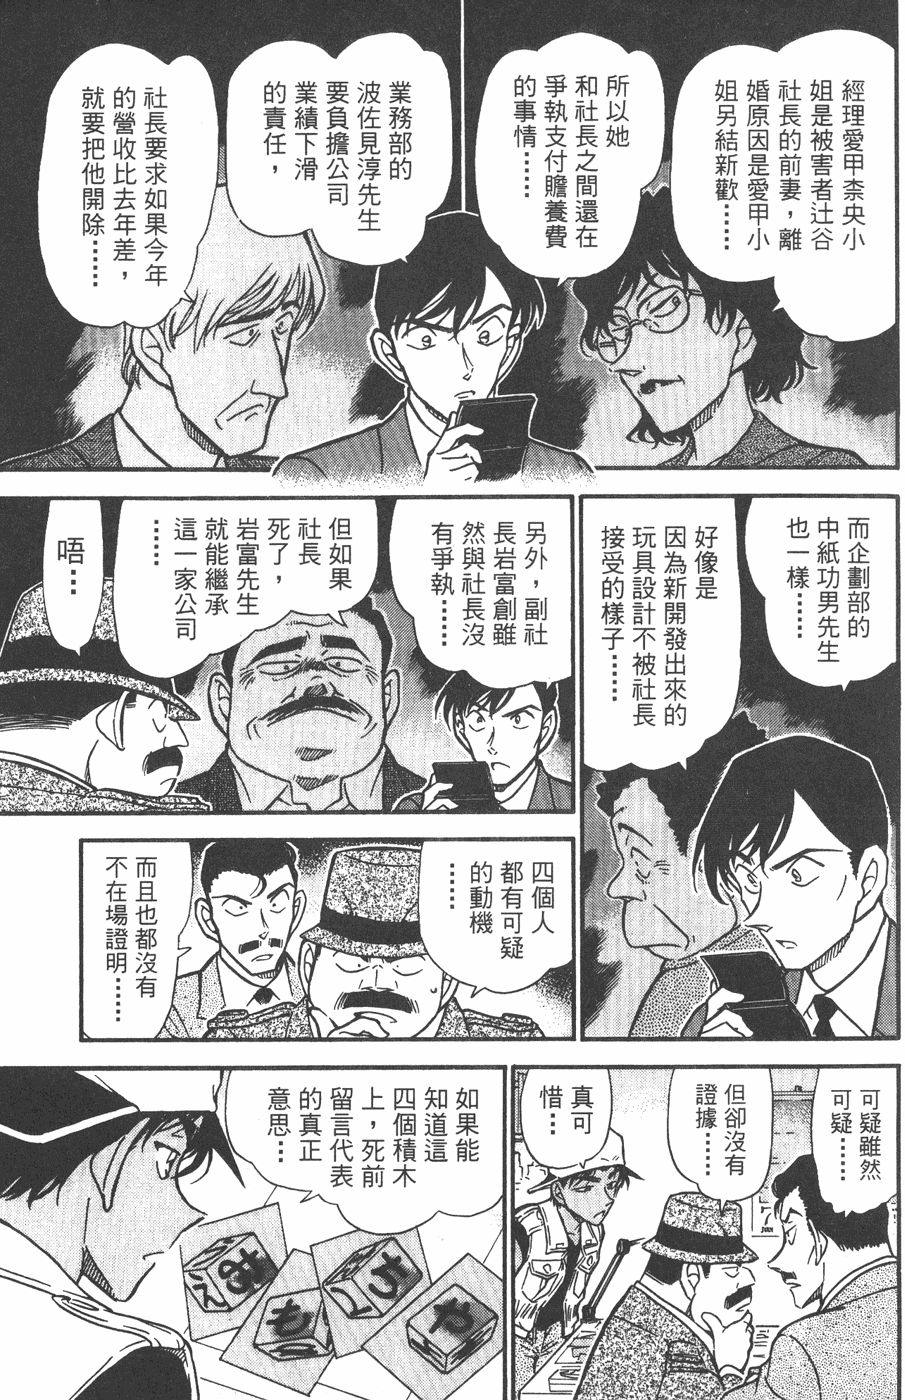 經理愛甲柰央小
姐是被害者辻谷
社長的前妻，離
婚原因是愛甲小
姐另結新歡……
所以她
和社長之間還在
爭執支付贍養費
的事情……
業務部的
波佐見淳先生
要負擔公司
業績下滑
的責任，
社長要求如果今年
的營收比去年差，
就要把他開除……
而企劃部的
中紙功男先生
也一樣……
好像是
因為新開發出來的
玩具設計不被社長
接受的樣子……
另外，副社
長岩富創雖
然與社長沒
有爭執……
但如果
社長
死了，
岩富先生
就能繼承
這一家公司
……
唔…
四個人
都有可疑
的動機
……
而且也都沒有
不在場證明……
可疑雖然
可疑…
但卻沒有
證據…
真可
惜…
如果能
知道這
四個積木
上，死前
留言代表
的真正
意思…
も
や